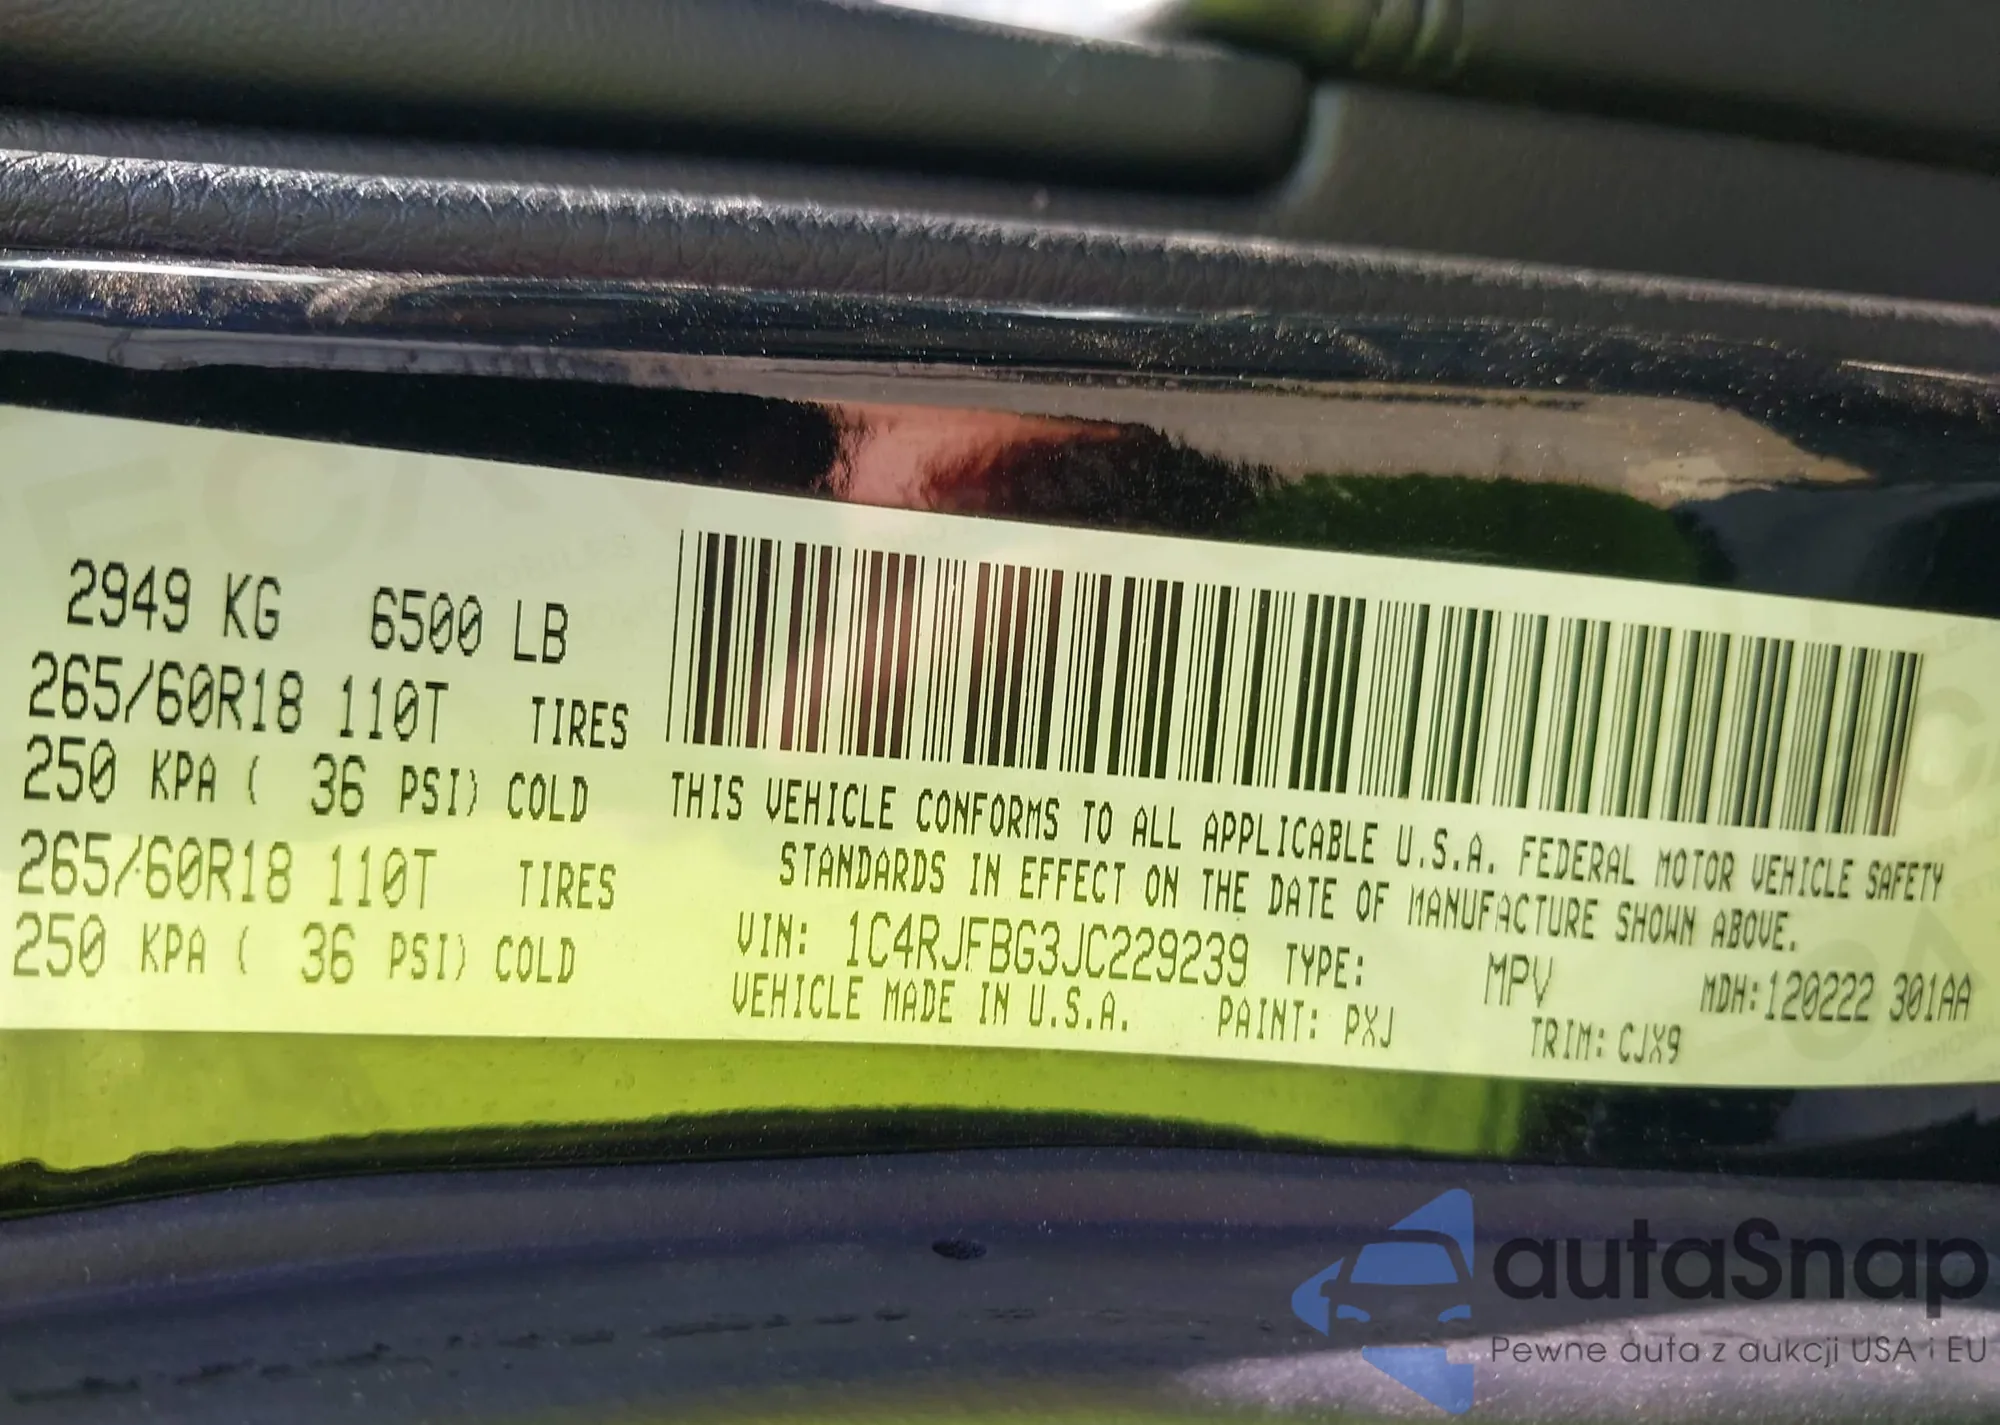 2949 KG 6500 LB
265/60R18 110T TIRES
250 KPA ( 36 PSI) COLD
265/60R18 110T TIRES
250 KPA ( 36 PSI) COLD
THIS VEHICLE CONFORMS TO ALL APPLICABLE U.S.A. FEDERAL MOTOR VEHICLE SAFETY
STANDARDS IN EFFECT ON THE DATE OF MANUFACTURE SHOWN ABOVE.
VIN: 1C4RJFBG3JC229239 TYPE: MPV MDH:120222 301AA
VEHICLE MADE IN U.S.A. PAINT: PXJ TRIM: CJX9
autaSnap
Pewne auta z aukcji USA i EU